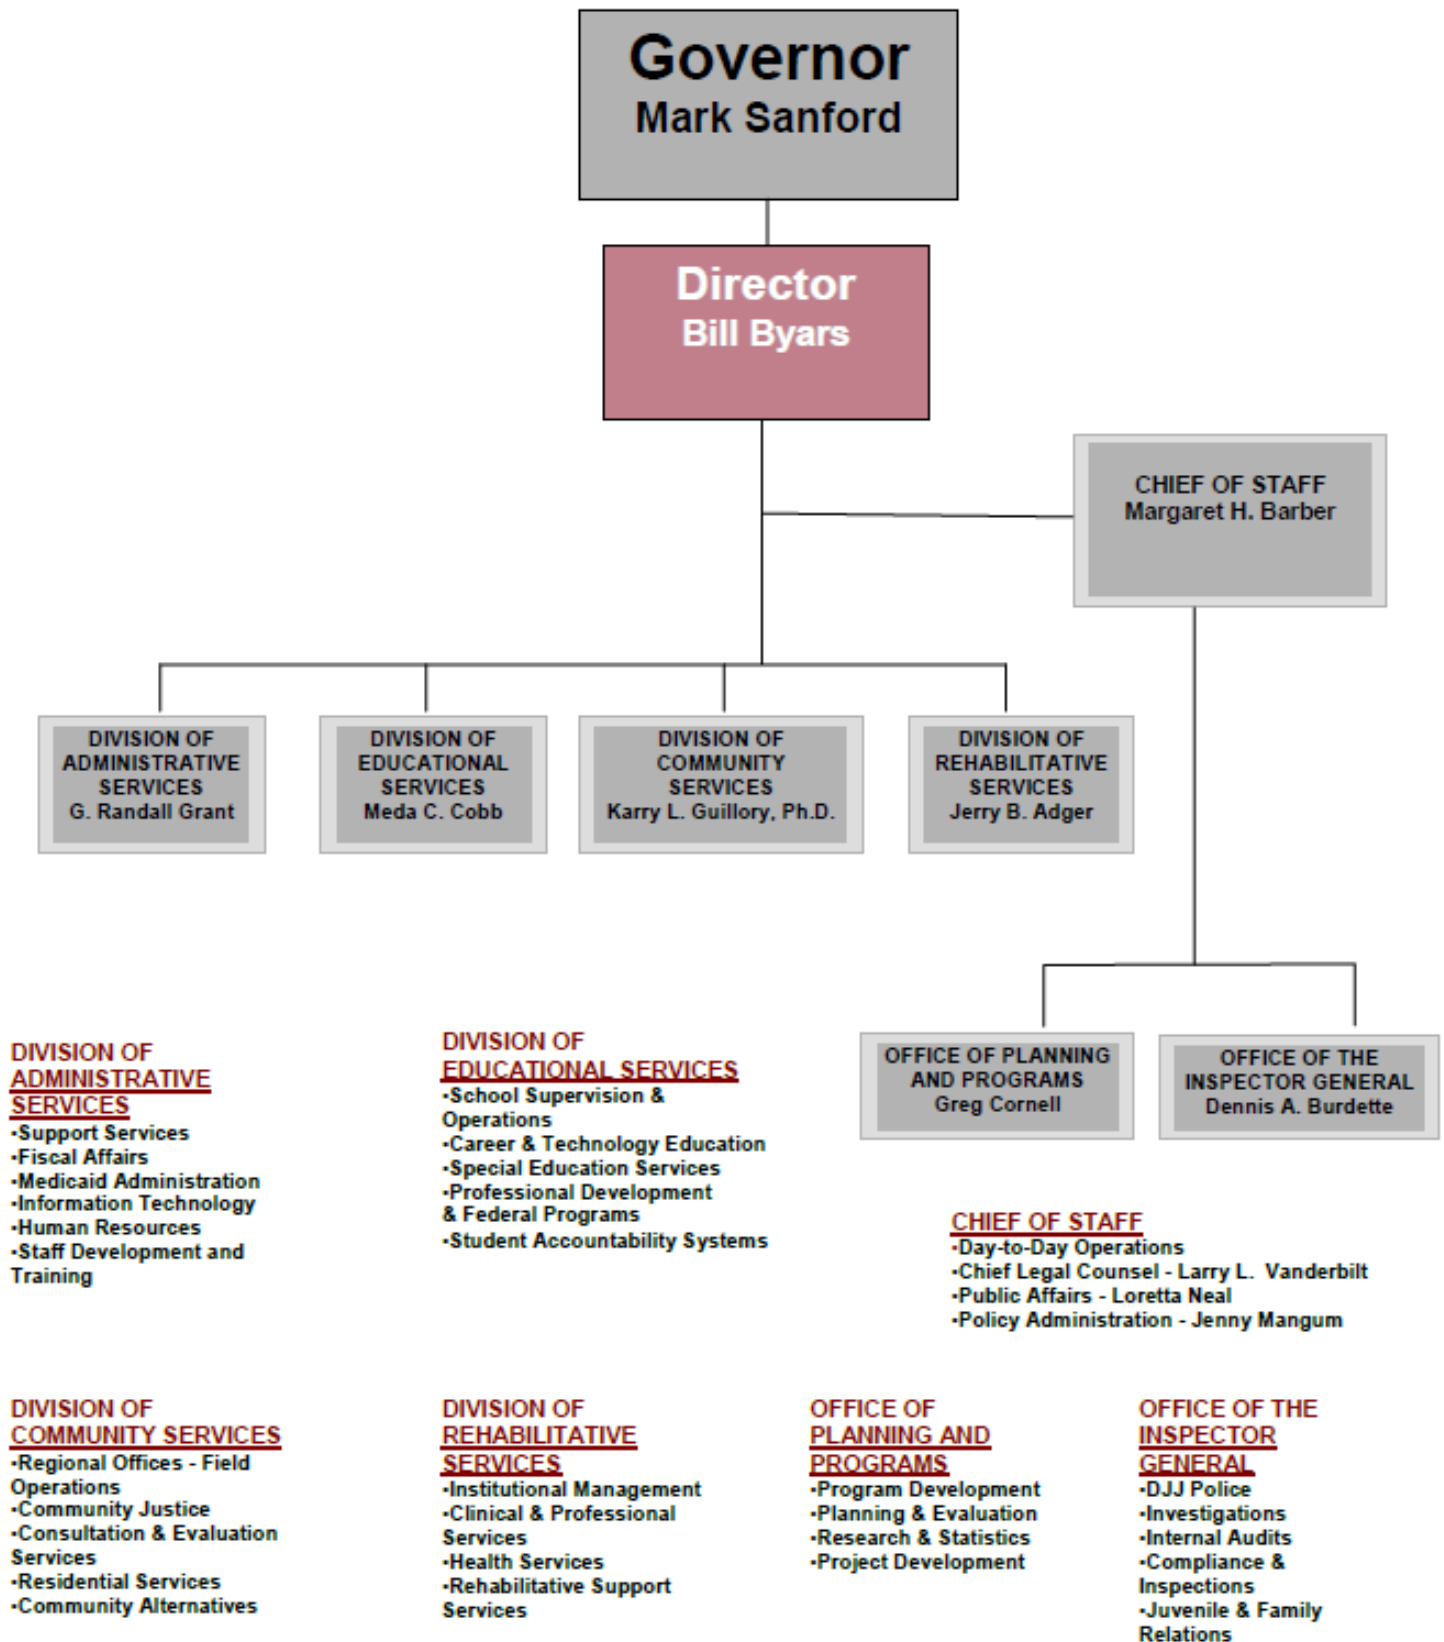 Governor
Mark Sanford
Director
Bill Byars
CHIEF OF STAFF
Margaret H. Barber
DIVISION OF
ADMINISTRATIVE
SERVICES
G. Randall Grant
DIVISION OF
EDUCATIONAL
SERVICES
Meda C. Cobb
DIVISION OF
COMMUNITY
SERVICES
Karry L. Guillory, Ph.D.
DIVISION OF
REHABILITATIVE
SERVICES
Jerry B. Adger
OFFICE OF PLANNING
AND PROGRAMS
Greg Cornell
OFFICE OF THE
INSPECTOR GENERAL
Dennis A. Burdette
DIVISION OF
ADMINISTRATIVE
SERVICES
•Support Services
•Fiscal Affairs
•Medicaid Administration
•Information Technology
•Human Resources
•Staff Development and
Training
DIVISION OF
EDUCATIONAL SERVICES
•School Supervision &
Operations
•Career & Technology Education
•Special Education Services
•Professional Development
& Federal Programs
•Student Accountability Systems
CHIEF OF STAFF
•Day-to-Day Operations
•Chief Legal Counsel - Larry L. Vanderbilt
•Public Affairs - Loretta Neal
•Policy Administration - Jenny Mangum
DIVISION OF
COMMUNITY SERVICES
•Regional Offices - Field
Operations
•Community Justice
•Consultation & Evaluation
Services
•Residential Services
•Community Alternatives
DIVISION OF
REHABILITATIVE
SERVICES
•Institutional Management
•Clinical & Professional
Services
•Health Services
•Rehabilitative Support
Services
OFFICE OF
PLANNING AND
PROGRAMS
•Program Development
•Planning & Evaluation
•Research & Statistics
•Project Development
OFFICE OF THE
INSPECTOR
GENERAL
•DJJ Police
•Investigations
•Internal Audits
•Compliance &
Inspections
•Juvenile & Family
Relations